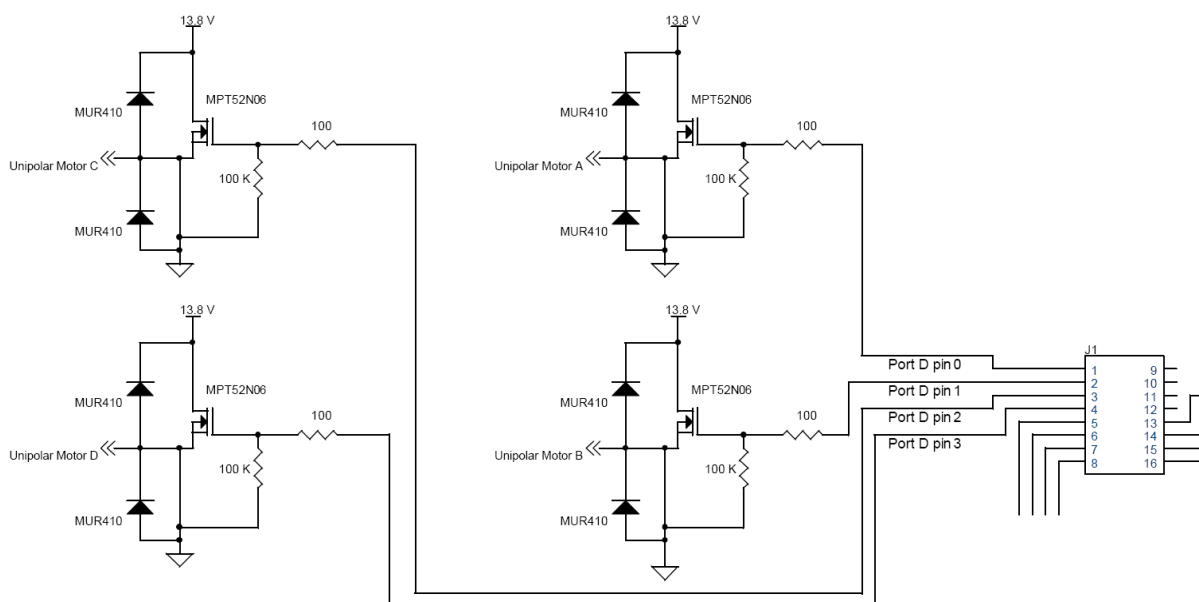 13.8 V
MUR410
MPT52N06
100
Unipolar Motor C
100 K
MUR410
13.8 V
MUR410
MPT52N06
100
Unipolar Motor A
100 K
MUR410
13.8 V
MUR410
MPT52N06
100
Unipolar Motor D
100 K
MUR410
13.8 V
MUR410
MPT52N06
100
Unipolar Motor B
100 K
MUR410
Port D pin 0
Port D pin 1
Port D pin 2
Port D pin 3
J1
1 9
2 10
3 11
4 12
5 13
6 14
7 15
8 16